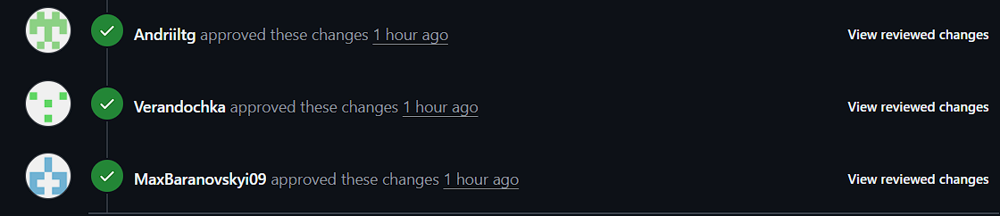 Andriiltg approved these changes 1 hour ago View reviewed changes
Verandochka approved these changes 1 hour ago View reviewed changes
MaxBaranovskyi09 approved these changes 1 hour ago View reviewed changes